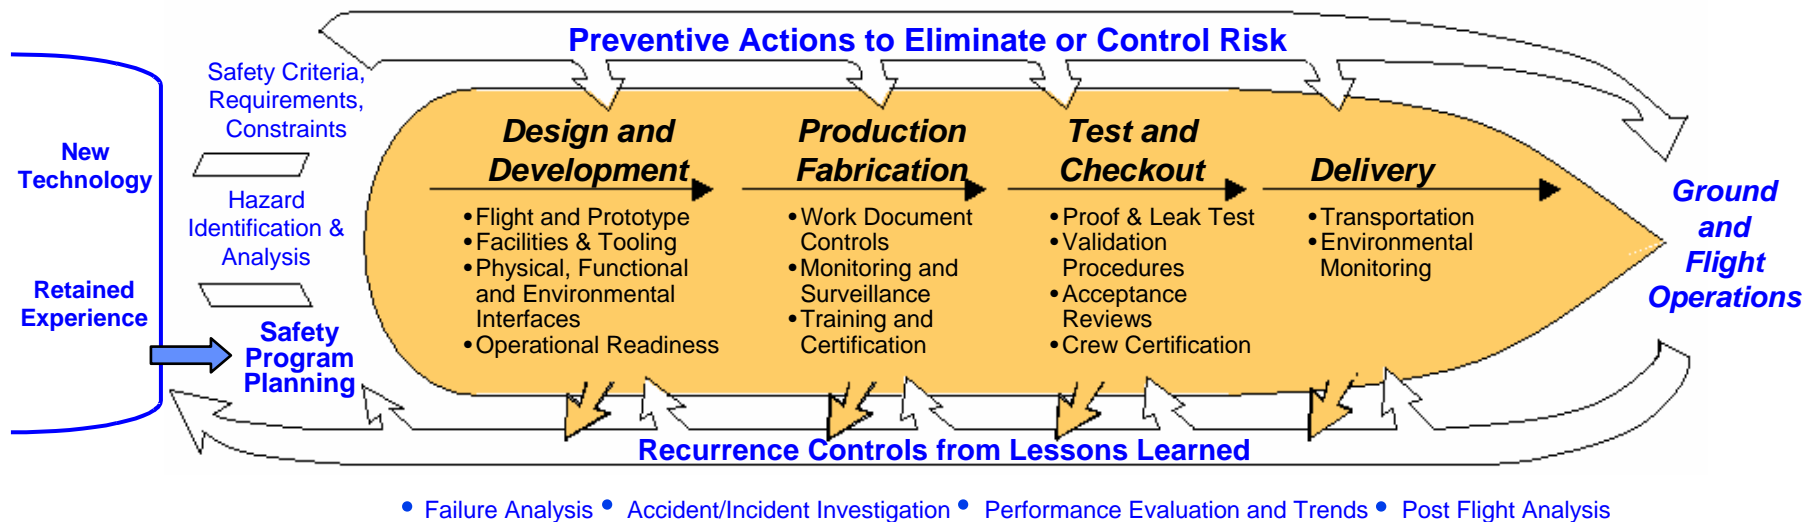 Preventive Actions to Eliminate or Control Risk
New
Technology
Retained
Experience
Safety Criteria,
Requirements,
Constraints
Hazard
Identification &
Analysis
Safety
Program
Planning
Design and
Development
•Flight and Prototype
•Facilities & Tooling
•Physical, Functional
and Environmental
Interfaces
•Operational Readiness
Production
Fabrication
•Work Document
Controls
•Monitoring and
Surveillance
•Training and
Certification
Test and
Checkout
•Proof & Leak Test
•Validation
Procedures
•Acceptance
Reviews
•Crew Certification
Delivery
•Transportation
•Environmental
Monitoring
Ground
and
Flight
Operations
Recurrence Controls from Lessons Learned
• Failure Analysis • Accident/Incident Investigation • Performance Evaluation and Trends • Post Flight Analysis